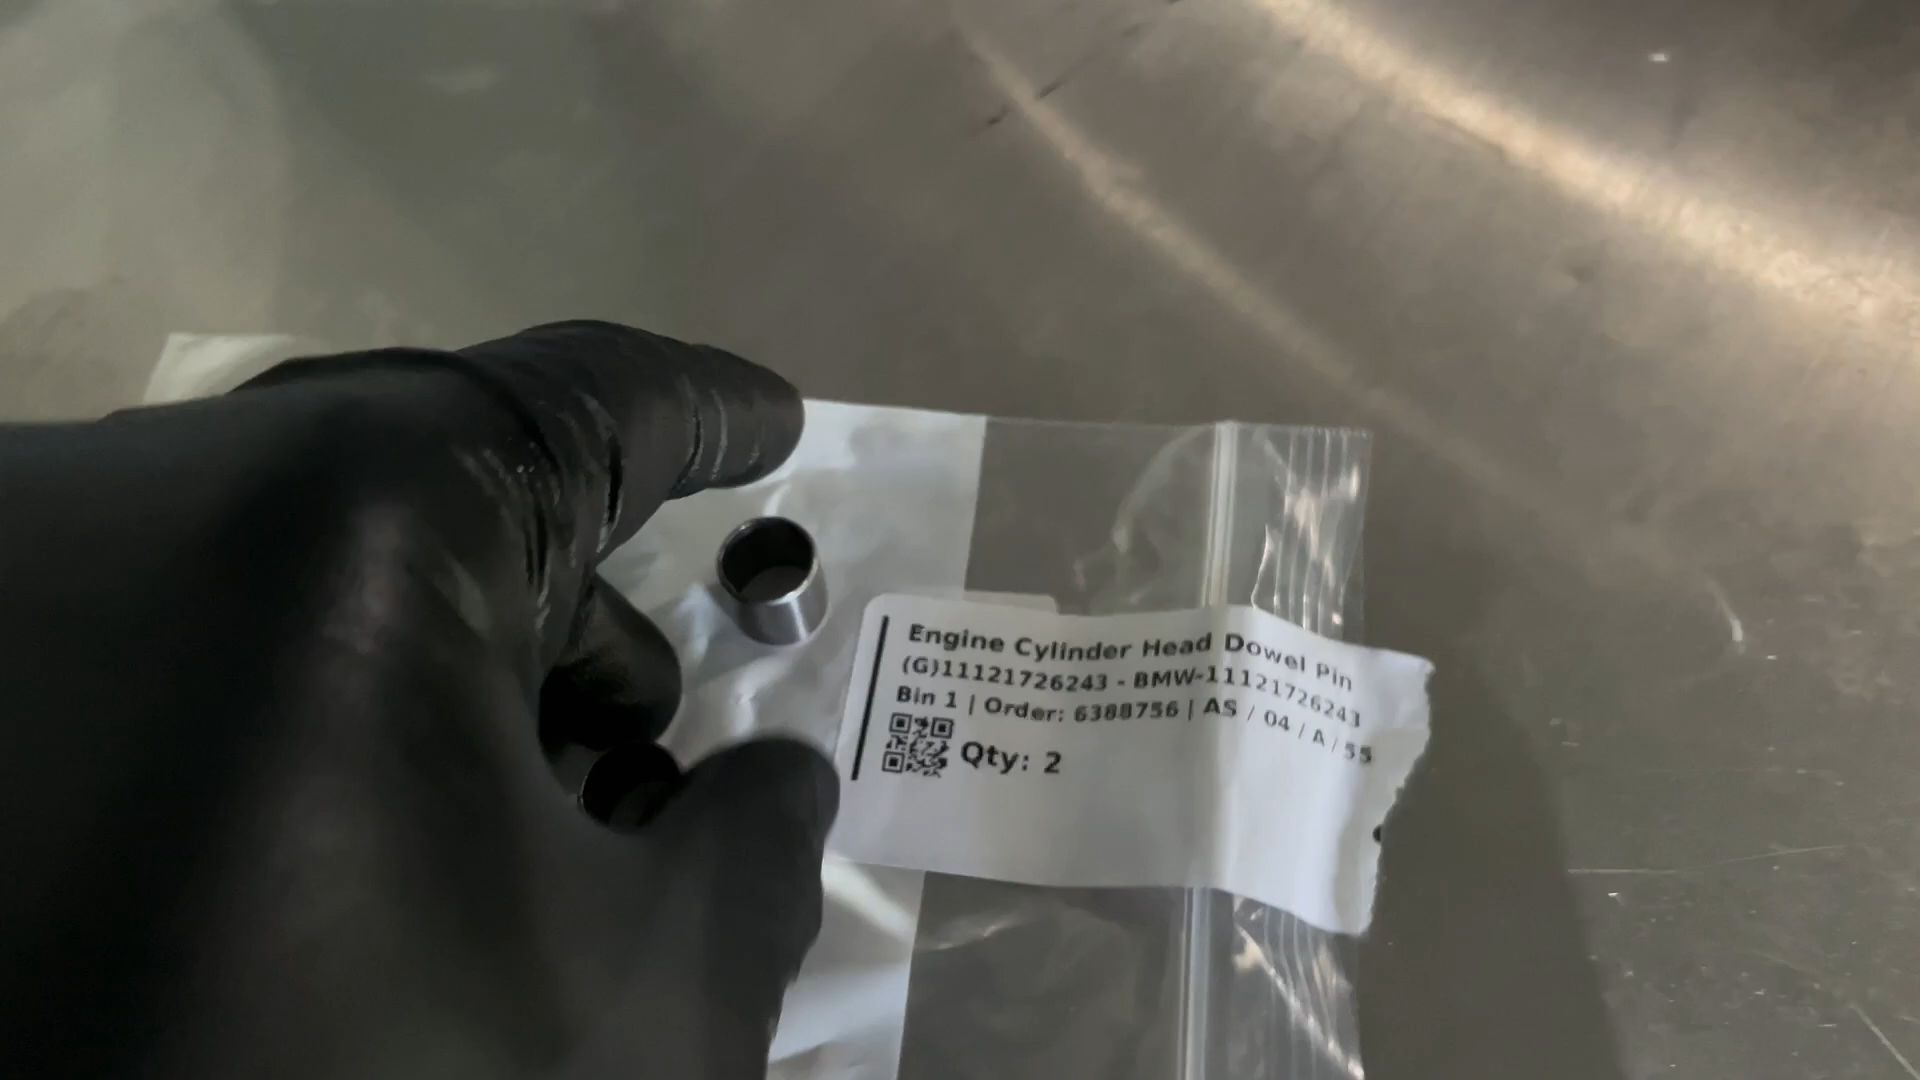 Engine Cylinder Head Dowel Pin
(G)11121726243 - BMW-11121726243
Bin 1 | Order: 6388756 | AS / 04 / A / 55
Qty: 2